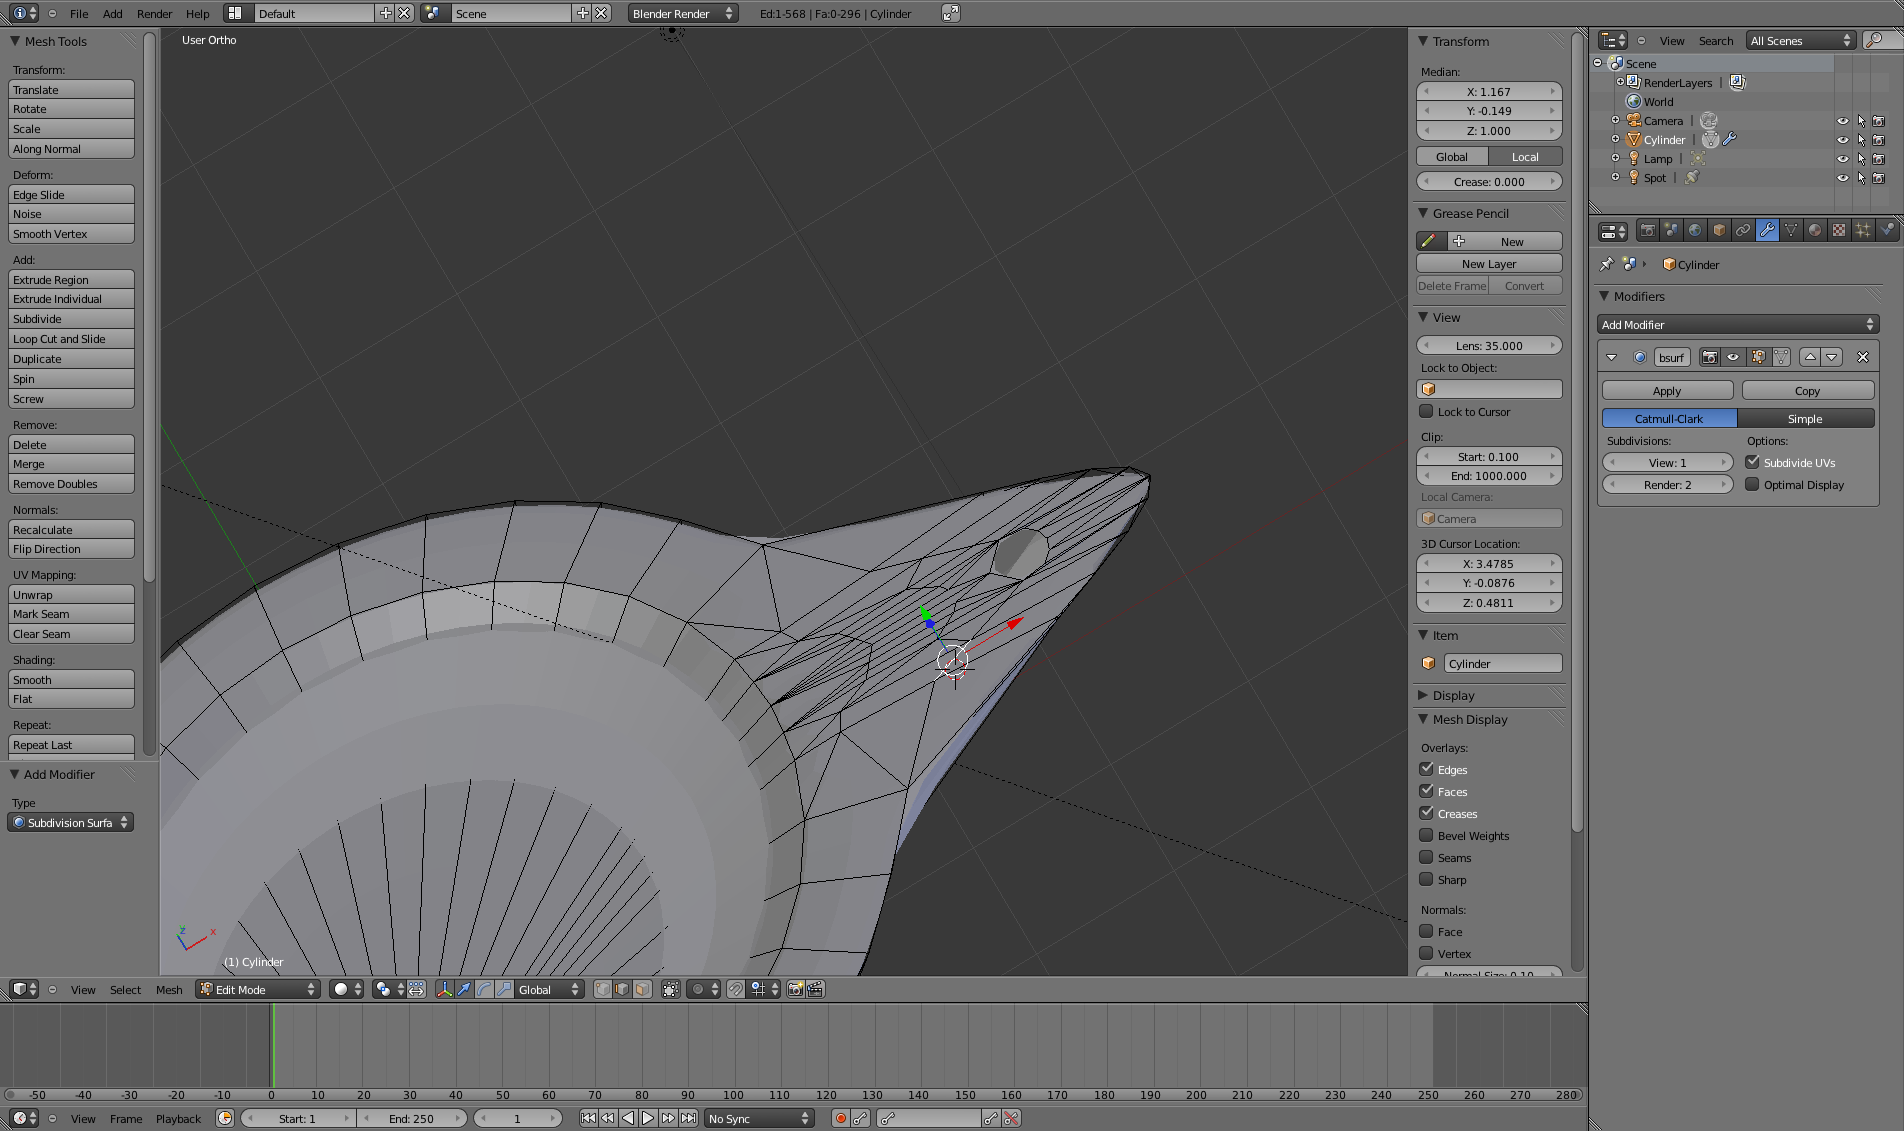 File Add Render Help Default Scene Blender Render Ed:1-568 | Fa:0-296 | Cylinder
Mesh Tools
Transform:
Translate
Rotate
Scale
Along Normal
Deform:
Edge Slide
Noise
Smooth Vertex
Add:
Extrude Region
Extrude Individual
Subdivide
Loop Cut and Slide
Duplicate
Spin
Screw
Remove:
Delete
Merge
Remove Doubles
Normals:
Recalculate
Flip Direction
UV Mapping:
Unwrap
Mark Seam
Clear Seam
Shading:
Smooth
Flat
Repeat:
Repeat Last
Add Modifier
Type
Subdivision Surfa
User Ortho
z
x
(1) Cylinder
Transform
Median:
X: 1.167
Y: -0.149
Z: 1.000
Global Local
Crease: 0.000
Grease Pencil
New
New Layer
Delete Frame Convert
View
Lens: 35.000
Lock to Object:
Lock to Cursor
Clip:
Start: 0.100
End: 1000.000
Local Camera:
Camera
3D Cursor Location:
X: 3.4785
Y: -0.0876
Z: 0.4811
Item
Cylinder
Display
Mesh Display
Overlays:
Edges
Faces
Creases
Bevel Weights
Seams
Sharp
Normals:
Face
Vertex
Normal Size: 0.10
View Search All Scenes
Scene
RenderLayers |
World
Camera |
Cylinder |
Lamp |
Spot |
Cylinder
Modifiers
Add Modifier
bsurf
Apply Copy
Catmull-Clark Simple
Subdivisions: Options:
View: 1 Subdivide UVs
Render: 2 Optimal Display
View Select Mesh Edit Mode Global
-50 -40 -30 -20 -10 0 10 20 30 40 50 60 70 80 90 100 110 120 130 140 150 160 170 180 190 200 210 220 230 240 250 260 270 280
View Frame Playback Start: 1 End: 250 1 No Sync